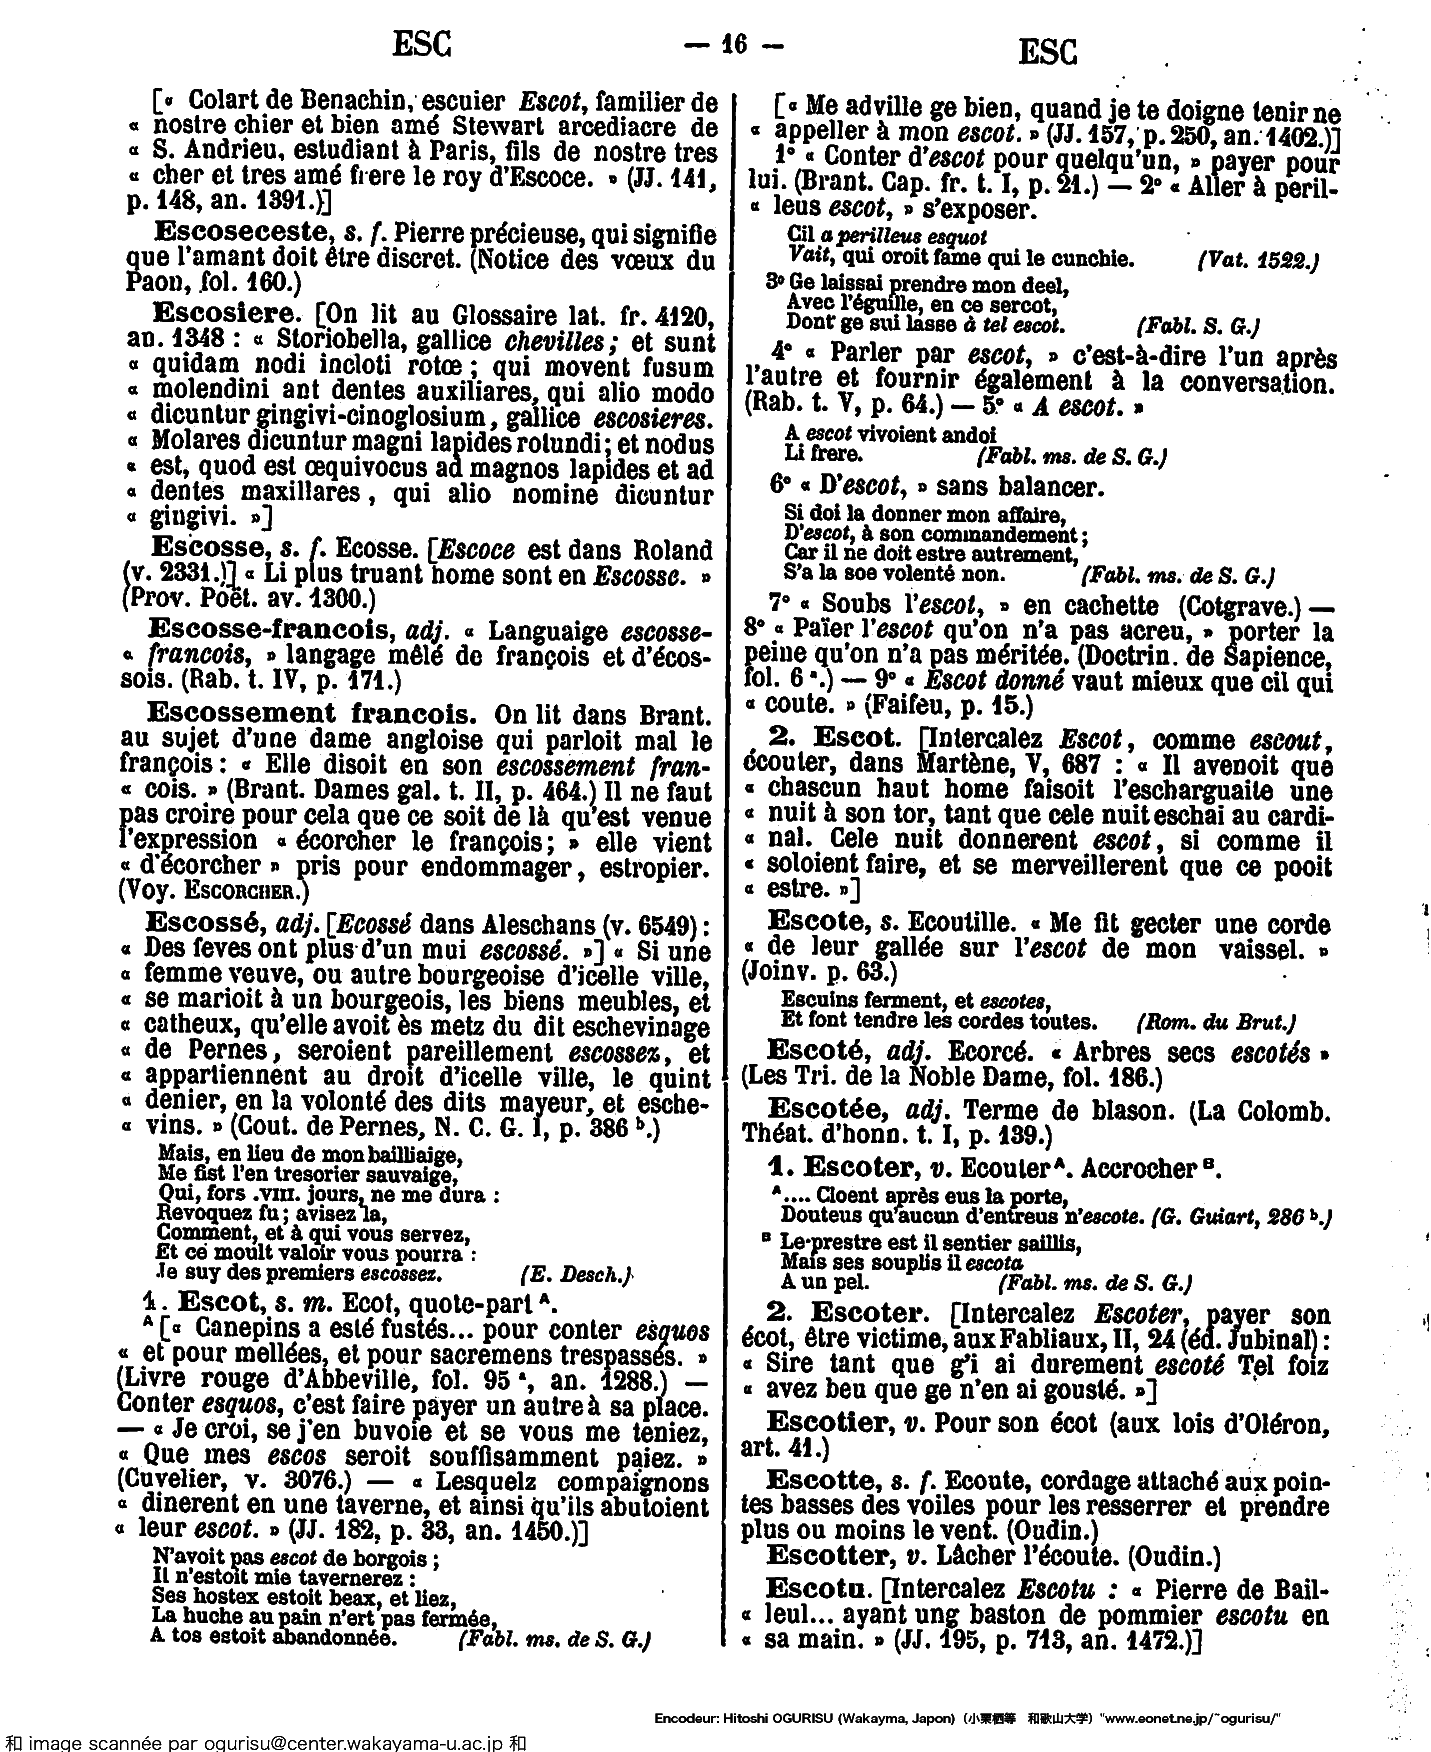 ESC — 16 — ESC
[« Colart de Benachin, escuier Escot, familier de
« nostre chier et bien amé Stewart arcediacre de
« S. Andrieu, estudiant à Paris, fils de nostre tres
« cher et tres amé frere le roy d'Escoce. » (JJ. 141,
p. 148, an. 1391.)]
Escoseceste, s. f. Pierre précieuse, qui signifie
que l'amant doit être discret. (Notice des vœux du
Paon, fol. 160.)
Escosiere. [On lit au Glossaire lat. fr. 4120,
an. 1348 : « Storiobella, gallice chevilles; et sunt
« quidam nodi incloti rotœ ; qui movent fusum
« molendini ant dentes auxiliares, qui alio modo
« dicuntur gingivi-cinoglosium, gallice escosieres.
« Molares dicuntur magni lapides rotundi; et nodus
« est, quod est œquivocus ad magnos lapides et ad
« dentes maxillares, qui alio nomine dicuntur
« gingivi. »]
Escosse, s. f. Ecosse. [Escoce est dans Roland
(v. 2331.)] « Li plus truant home sont en Escosse. »
(Prov. Poët. av. 1300.)
Escosse-francois, adj. « Languaige escosse-
« francois, » langage mêlé de françois et d'écos-
sois. (Rab. t. IV, p. 171.)
Escossement francois. On lit dans Brant.
au sujet d'une dame angloise qui parloit mal le
françois : « Elle disoit en son escossement fran-
« cois. » (Brant. Dames gal. t. II, p. 464.) Il ne faut
pas croire pour cela que ce soit de là qu'est venue
l'expression « écorcher le françois; » elle vient
« d'écorcher » pris pour endommager, estropier.
(Voy. ESCORCHER.)
Escossé, adj. [Ecossé dans Aleschans (v. 6549) :
« Des feves ont plus d'un mui escossé. »] « Si une
« femme veuve, ou autre bourgeoise d'icelle ville,
« se marioit à un bourgeois, les biens meubles, et
« catheux, qu'elle avoit ès metz du dit eschevinage
« de Pernes, seroient pareillement escossez, et
« appartiennent au droit d'icelle ville, le quint
« denier, en la volonté des dits mayeur, et esche-
« vins. » (Cout. de Pernes, N. C. G. I, p. 386 b.)
Mais, en lieu de mon bailliaige,
Me fist l'en tresorier sauvaige,
Qui, fors .VIII. jours, ne me dura :
Revoquez fu; avisez la,
Comment, et à qui vous servez,
Et ce moult valoir vous pourra :
Je suy des premiers escossez. (E. Desch.)
1. Escot, s. m. Ecot, quote-part A.
A [« Canepins a esté fustés... pour conter esquos
« et pour mellées, et pour sacremens trespassés. »
(Livre rouge d'Abbeville, fol. 95 a, an. 1288.) —
Conter esquos, c'est faire payer un autre à sa place.
— « Je croi, se j'en buvoie et se vous me teniez,
« Que mes escos seroit souffisamment paiez. »
(Cuvelier, v. 3076.) — « Lesquelz compaignons
« dinerent en une taverne, et ainsi qu'ils abutoient
« leur escot. » (JJ. 182, p. 33, an. 1450.)]
N'avoit pas escot de borgois ;
Il n'estoit mie tavernerez :
Ses hostex estoit beax, et liez,
La huche au pain n'ert pas fermée,
A tos estoit abandonnée. (Fabl. ms. de S. G.)
[« Me adville ge bien, quand je te doigne tenir ne
« appeller à mon escot. » (JJ. 157, p. 250, an. 1402.)]
1° « Conter d'escot pour quelqu'un, » payer pour
lui. (Brant. Cap. fr. t. I, p. 21.) — 2° « Aller à peril-
« leus escot, » s'exposer.
Cil a perilleus esquot
Vait, qui oroit fame qui le cunchie. (Vat. 1522.)
3° Ge laissai prendre mon deel,
Avec l'éguille, en ce sercot,
Dont ge sui lasse à tel escot. (Fabl. S. G.)
4° « Parler par escot, » c'est-à-dire l'un après
l'autre et fournir également à la conversation.
(Rab. t. V, p. 64.) — 5° « A escot. »
A escot vivoient andoi
Li frere. (Fabl. ms. de S. G.)
6° « D'escot, » sans balancer.
Si doi la donner mon affaire,
D'escot, à son commandement ;
Car il ne doit estre autrement,
S'a la soe volenté non. (Fabl. ms. de S. G.)
7° « Soubs l'escot, » en cachette (Cotgrave.) —
8° « Païer l'escot qu'on n'a pas acreu, » porter la
peine qu'on n'a pas méritée. (Doctrin. de Sapience,
fol. 6 a.) — 9° « Escot donné vaut mieux que cil qui
« coute. » (Faifeu, p. 15.)
2. Escot. [Intercalez Escot, comme escout,
écouter, dans Martène, V, 687 : « Il avenoit que
« chascun haut home faisoit l'escharguaite une
« nuit à son tor, tant que cele nuit eschai au cardi-
« nal. Cele nuit donnerent escot, si comme il
« soloient faire, et se merveillerent que ce pooit
« estre. »]
Escote, s. Ecoutille. « Me fit gecter une corde
« de leur gallée sur l'escot de mon vaissel. »
(Joinv. p. 63.)
Escuins ferment, et escotes,
Et font tendre les cordes toutes. (Rom. du Brut.)
Escoté, adj. Ecorcé. « Arbres secs escotés »
(Les Tri. de la Noble Dame, fol. 186.)
Escotée, adj. Terme de blason. (La Colomb.
Théat. d'honn. t. I, p. 139.)
1. Escoter, v. Ecouter A. Accrocher B.
A .... Cloent après eus la porte,
Douteus qu'aucun d'entreus n'escote. (G. Guiart, 286 b.)
B Le prestre est il sentier saillis,
Mais ses souplis il escota
A un pel. (Fabl. ms. de S. G.)
2. Escoter. [Intercalez Escoter, payer son
écot, être victime, aux Fabliaux, II, 24 (éd. Jubinal) :
« Sire tant que g'i ai durement escoté Tel foiz
« avez beu que ge n'en ai gousté. »]
Escotier, v. Pour son écot (aux lois d'Oléron,
art. 41.)
Escotte, s. f. Ecoute, cordage attaché aux poin-
tes basses des voiles pour les resserrer et prendre
plus ou moins le vent. (Oudin.)
Escotter, v. Lâcher l'écoute. (Oudin.)
Escotu. [Intercalez Escotu : « Pierre de Bail-
« leul... ayant ung baston de pommier escotu en
« sa main. » (JJ. 195, p. 713, an. 1472.)]
Encodeur: Hitoshi OGURISU (Wakayma, Japon) (小栗栖等 和歌山大学) "www.eonet.ne.jp/~ogurisu/"
和 image scannée par ogurisu@center.wakayama-u.ac.jp 和